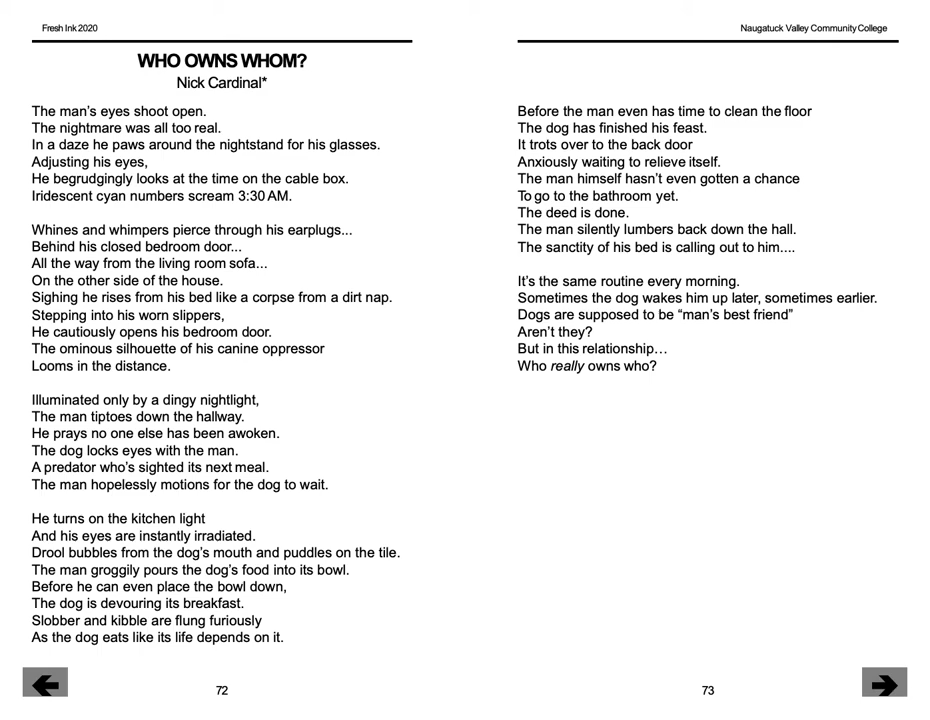 Fresh Ink 2020
WHO OWNS WHOM?
Nick Cardinal*
The man’s eyes shoot open.
The nightmare was all too real.
In a daze he paws around the nightstand for his glasses.
Adjusting his eyes,
He begrudgingly looks at the time on the cable box.
Iridescent cyan numbers scream 3:30 AM.

Whines and whimpers pierce through his earplugs...
Behind his closed bedroom door...
All the way from the living room sofa...
On the other side of the house.
Sighing he rises from his bed like a corpse from a dirt nap.
Stepping into his worn slippers,
He cautiously opens his bedroom door.
The ominous silhouette of his canine oppressor
Looms in the distance.

Illuminated only by a dingy nightlight,
The man tiptoes down the hallway.
He prays no one else has been awoken.
The dog locks eyes with the man.
A predator who’s sighted its next meal.
The man hopelessly motions for the dog to wait.

He turns on the kitchen light
And his eyes are instantly irradiated.
Drool bubbles from the dog’s mouth and puddles on the tile.
The man groggily pours the dog’s food into its bowl.
Before he can even place the bowl down,
The dog is devouring its breakfast.
Slobber and kibble are flung furiously
As the dog eats like its life depends on it.
72

Naugatuck Valley Community College
Before the man even has time to clean the floor
The dog has finished his feast.
It trots over to the back door
Anxiously waiting to relieve itself.
The man himself hasn’t even gotten a chance
To go to the bathroom yet.
The deed is done.
The man silently lumbers back down the hall.
The sanctity of his bed is calling out to him....

It’s the same routine every morning.
Sometimes the dog wakes him up later, sometimes earlier.
Dogs are supposed to be “man’s best friend”
Aren’t they?
But in this relationship…
Who really owns who?
73